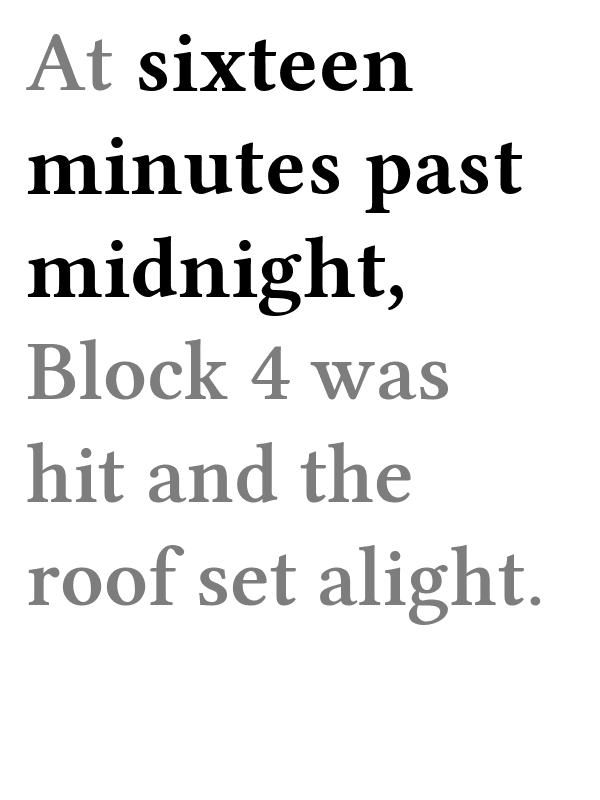 At sixteen
minutes past
midnight,
Block 4 was
hit and the
roof set alight.